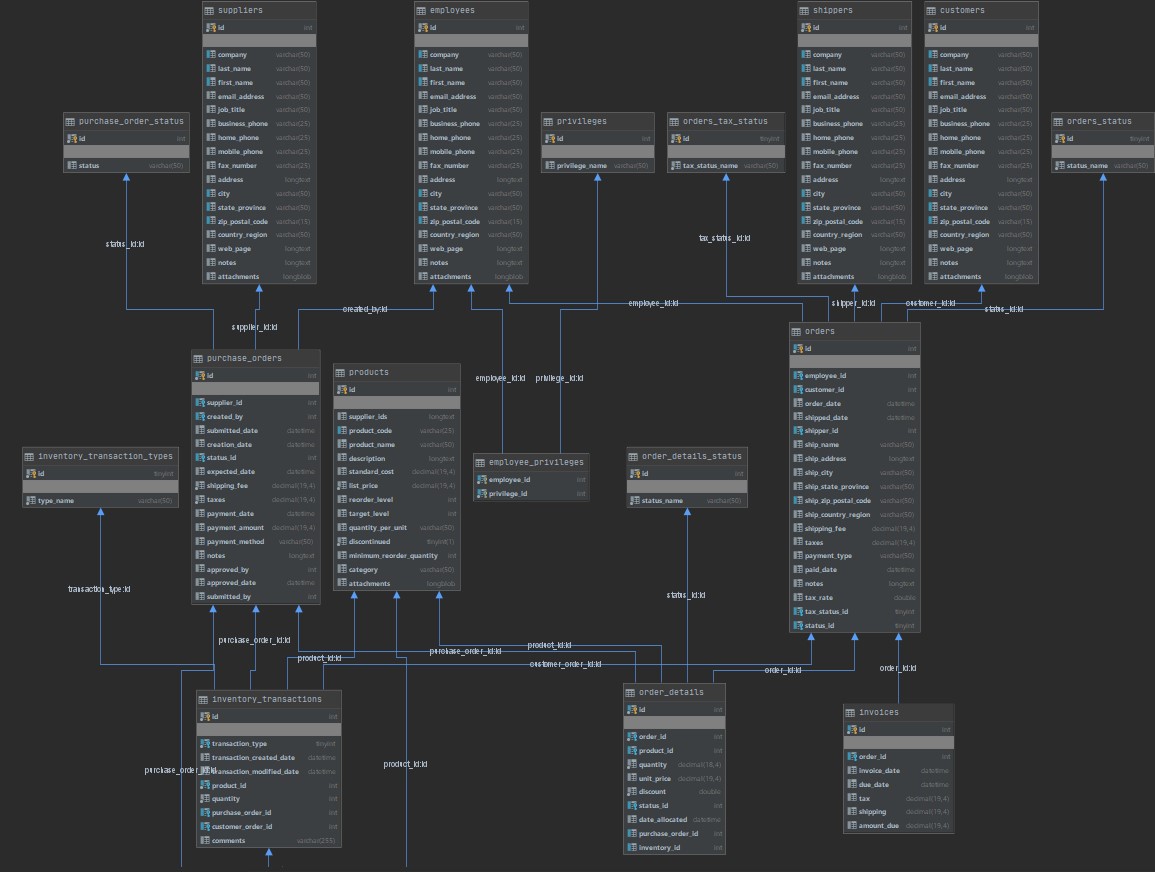 suppliers
id int
company varchar(50)
last_name varchar(50)
first_name varchar(50)
email_address varchar(50)
job_title varchar(50)
business_phone varchar(25)
home_phone varchar(25)
mobile_phone varchar(25)
fax_number varchar(25)
address longtext
city varchar(50)
state_province varchar(50)
zip_postal_code varchar(15)
country_region varchar(50)
web_page longtext
notes longtext
attachments longblob
employees
id int
company varchar(50)
last_name varchar(50)
first_name varchar(50)
email_address varchar(50)
job_title varchar(50)
business_phone varchar(25)
home_phone varchar(25)
mobile_phone varchar(25)
fax_number varchar(25)
address longtext
city varchar(50)
state_province varchar(50)
zip_postal_code varchar(15)
country_region varchar(50)
web_page longtext
notes longtext
attachments longblob
shippers
id int
company varchar(50)
last_name varchar(50)
first_name varchar(50)
email_address varchar(50)
job_title varchar(50)
business_phone varchar(25)
home_phone varchar(25)
mobile_phone varchar(25)
fax_number varchar(25)
address longtext
city varchar(50)
state_province varchar(50)
zip_postal_code varchar(15)
country_region varchar(50)
web_page longtext
notes longtext
attachments longblob
customers
id int
company varchar(50)
last_name varchar(50)
first_name varchar(50)
email_address varchar(50)
job_title varchar(50)
business_phone varchar(25)
home_phone varchar(25)
mobile_phone varchar(25)
fax_number varchar(25)
address longtext
city varchar(50)
state_province varchar(50)
zip_postal_code varchar(15)
country_region varchar(50)
web_page longtext
notes longtext
attachments longblob
purchase_order_status
id int
status varchar(50)
privileges
id int
privilege_name varchar(50)
orders_tax_status
id tinyint
tax_status_name varchar(50)
orders_status
id tinyint
status_name varchar(50)
status_id:id
tax_status_id:id
supplier_id:id
created_by:id
employee_id:id
shipper_id:id
customer_id:id
status_id:id
employee_id:id
privilege_id:id
purchase_orders
id int
supplier_id int
created_by int
submitted_date datetime
creation_date datetime
status_id int
expected_date datetime
shipping_fee decimal(19,4)
taxes decimal(19,4)
payment_date datetime
payment_amount decimal(19,4)
payment_method varchar(50)
notes longtext
approved_by int
approved_date datetime
submitted_by int
products
id int
supplier_ids longtext
product_code varchar(25)
product_name varchar(50)
description longtext
standard_cost decimal(19,4)
list_price decimal(19,4)
reorder_level int
target_level int
quantity_per_unit varchar(50)
discontinued tinyint(1)
minimum_reorder_quantity int
category varchar(50)
attachments longblob
orders
id int
employee_id int
customer_id int
order_date datetime
shipped_date datetime
shipper_id int
ship_name varchar(50)
ship_address longtext
ship_city varchar(50)
ship_state_province varchar(50)
ship_zip_postal_code varchar(50)
ship_country_region varchar(50)
shipping_fee decimal(19,4)
taxes decimal(19,4)
payment_type varchar(50)
paid_date datetime
notes longtext
tax_rate double
tax_status_id tinyint
status_id tinyint
inventory_transaction_types
id tinyint
type_name varchar(50)
employee_privileges
employee_id int
privilege_id int
order_details_status
id int
status_name varchar(50)
transaction_type:id
status_id:id
purchase_order_id:id
product_id:id
purchase_order_id:id
product_id:id
customer_order_id:id
order_id:id
order_id:id
inventory_transactions
id int
transaction_type tinyint
transaction_created_date datetime
transaction_modified_date datetime
product_id int
quantity int
purchase_order_id int
customer_order_id int
comments varchar(255)
purchase_order_id:id
product_id:id
order_details
id int
order_id int
product_id int
quantity decimal(18,4)
unit_price decimal(19,4)
discount double
status_id int
date_allocated datetime
purchase_order_id int
inventory_id int
invoices
id int
order_id int
invoice_date datetime
due_date datetime
tax decimal(19,4)
shipping decimal(19,4)
amount_due decimal(19,4)